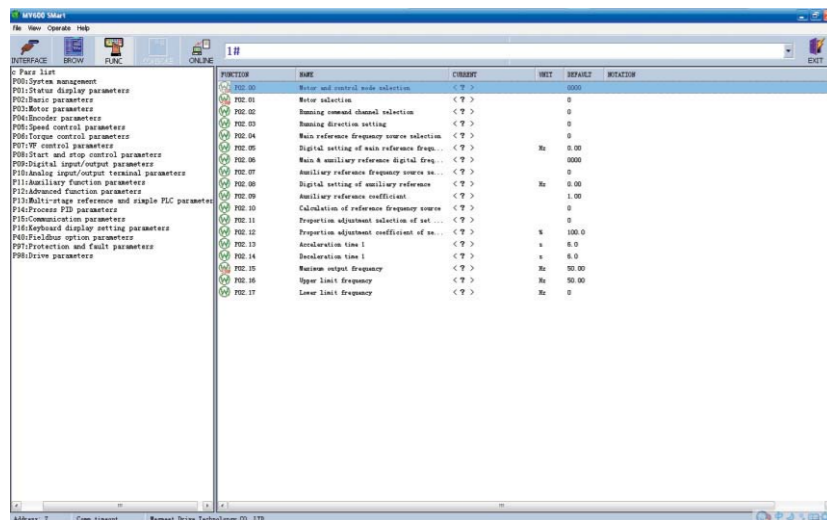 MV600 SMart
File View Operate Help
INTERFACE BROW FUNC CONSOLE ONLINE 1# EXIT
c Pars list
P00:System management
P01:Status display parameters
P02:Basic parameters
P03:Motor parameters
P04:Encoder parameters
P05:Speed control parameters
P06:Torque control parameters
P07:VF control parameters
P08:Start and stop control parameters
P09:Digital input/output parameters
P10:Analog input/output terminal parameters
P11:Auxiliary function parameters
P12:Advanced function parameters
P13:Multi-stage reference and simple PLC parameter
P14:Process PID parameters
P15:Communication parameters
P16:Keyboard display setting parameters
P40:Fieldbus option parameters
P97:Protection and fault parameters
P98:Drive parameters
FUNCTION NAME CURRENT UNIT DEFAULT NOTATION
P02.00 Motor and control mode selection < ? > 0000
P02.01 Motor selection < ? > 0
P02.02 Running command channel selection < ? > 0
P02.03 Running direction setting < ? > 0
P02.04 Main reference frequency source selection < ? > 0
P02.05 Digital setting of main reference frequ... < ? > Hz 0.00
P02.06 Main & auxiliary reference digital freq... < ? > 0000
P02.07 Auxiliary reference frequency source se... < ? > 0
P02.08 Digital setting of auxiliary reference < ? > Hz 0.00
P02.09 Auxiliary reference coefficient < ? > 1.00
P02.10 Calculation of reference frequency source < ? > 0
P02.11 Proportion adjustment selection of set ... < ? > 0
P02.12 Proportion adjustment coefficient of se... < ? > % 100.0
P02.13 Acceleration time 1 < ? > s 6.0
P02.14 Deceleration time 1 < ? > s 6.0
P02.15 Maximum output frequency < ? > Hz 50.00
P02.16 Upper limit frequency < ? > Hz 50.00
P02.17 Lower limit frequency < ? > Hz 0
Address: Comm timeout Megmeet Drive Technology CO.,LTD
中